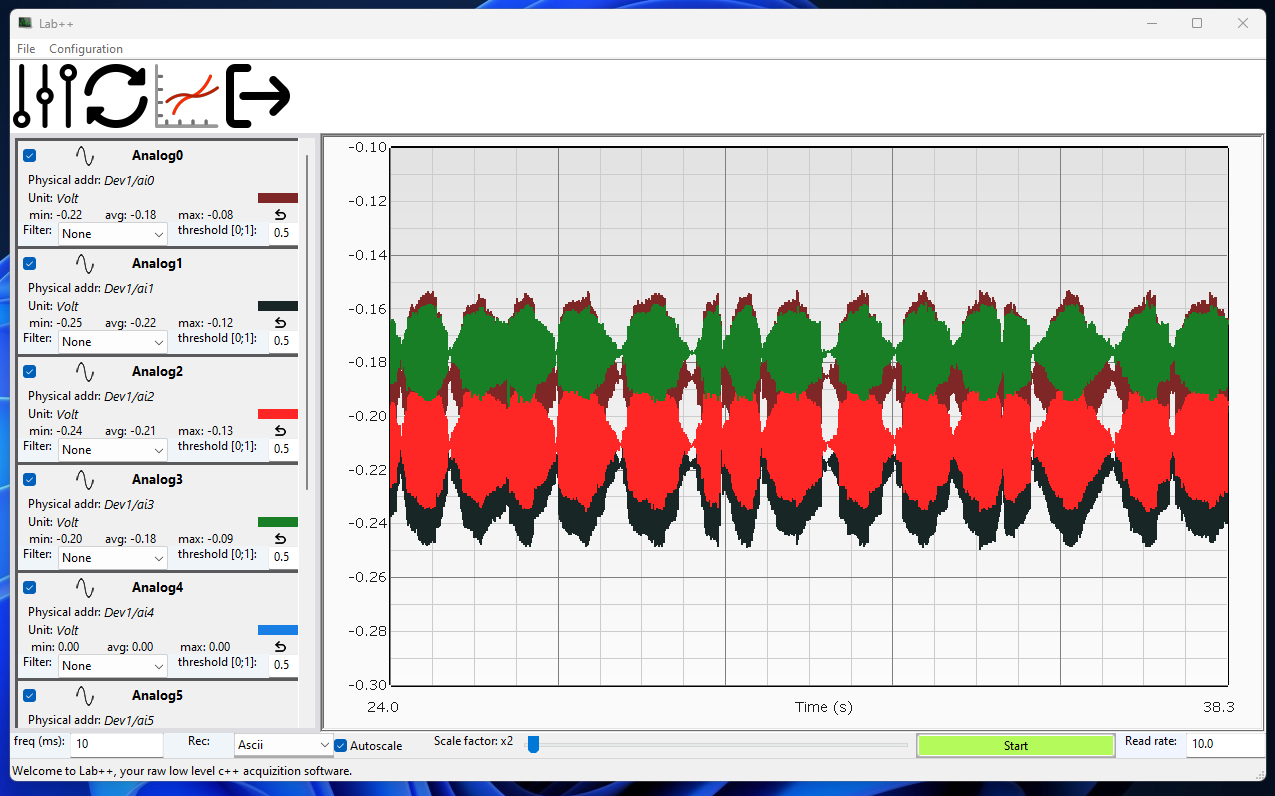 Lab++
File Configuration
Analog0
Physical addr: Dev1/ai0
Unit: Volt
min: -0.22 avg: -0.18 max: -0.08
Filter: None threshold [0;1]: 0.5
Analog1
Physical addr: Dev1/ai1
Unit: Volt
min: -0.25 avg: -0.22 max: -0.12
Filter: None threshold [0;1]: 0.5
Analog2
Physical addr: Dev1/ai2
Unit: Volt
min: -0.24 avg: -0.21 max: -0.13
Filter: None threshold [0;1]: 0.5
Analog3
Physical addr: Dev1/ai3
Unit: Volt
min: -0.20 avg: -0.18 max: -0.09
Filter: None threshold [0;1]: 0.5
Analog4
Physical addr: Dev1/ai4
Unit: Volt
min: 0.00 avg: 0.00 max: 0.00
Filter: None threshold [0;1]: 0.5
Analog5
Physical addr: Dev1/ai5
-0.10
-0.12
-0.14
-0.16
-0.18
-0.20
-0.22
-0.24
-0.26
-0.28
-0.30
24.0 Time (s) 38.3
freq (ms): 10 Rec: Ascii Autoscale Scale factor: x2 Start Read rate: 10.0
Welcome to Lab++, your raw low level c++ acquizition software.